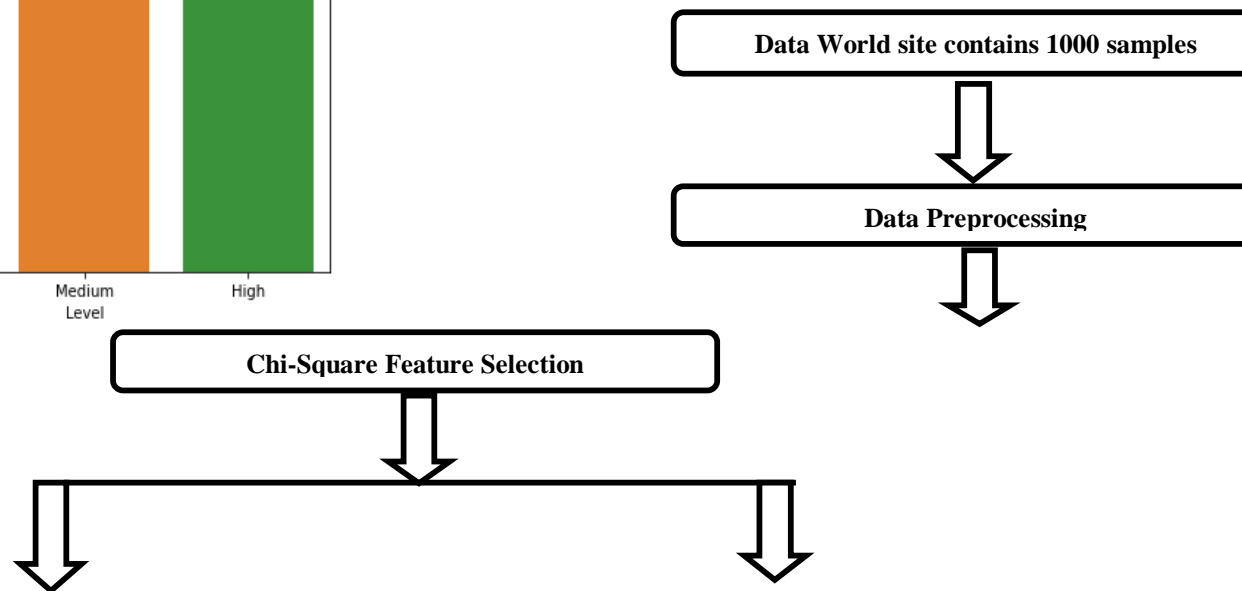 Data World site contains 1000 samples
Data Preprocessing
Medium
High
Level
Chi-Square Feature Selection